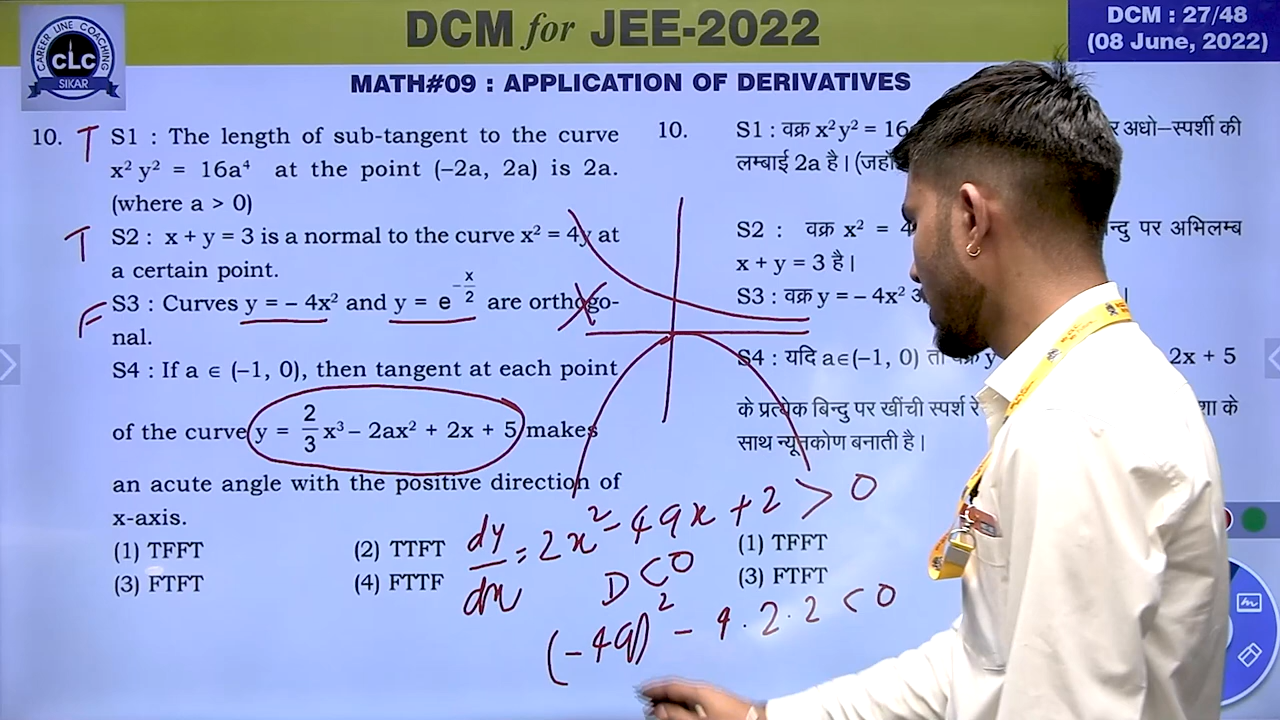 CAREER LINE COACHING
CLC
SIKAR
DCM for JEE-2022
DCM : 27/48
(08 June, 2022)
MATH#09 : APPLICATION OF DERIVATIVES
10. T S1 : The length of sub-tangent to the curve
x² y² = 16a⁴ at the point (–2a, 2a) is 2a.
(where a > 0)
T S2 : x + y = 3 is a normal to the curve x² = 4y at
a certain point.
F S3 : Curves y = – 4x² and y = e^(-x/2) are orthogo-
nal.
S4 : If a ∈ (–1, 0), then tangent at each point
of the curve y = 2/3 x³ – 2ax² + 2x + 5 makes
an acute angle with the positive direction of
x-axis.
(1) TFFT (2) TTFT
(3) FTFT (4) FTTF
10. S1 : वक्र x² y² = 16 अधो–स्पर्शी की
लम्बाई 2a है। (जहाँ
S2 : वक्र x² = 4 पर अभिलम्ब
x + y = 3 है।
S3 : वक्र y = – 4x²
S4 : यदि a∈(–1, 0) तो वक्र y 2x + 5
के प्रत्येक बिन्दु पर खींची स्पर्श के
साथ न्यूनकोण बनाती है।
(1) TFFT
(3) FTFT
dy/dx = 2x² - 4ax + 2 > 0
D < 0
(-4a)² - 4.2.2 < 0